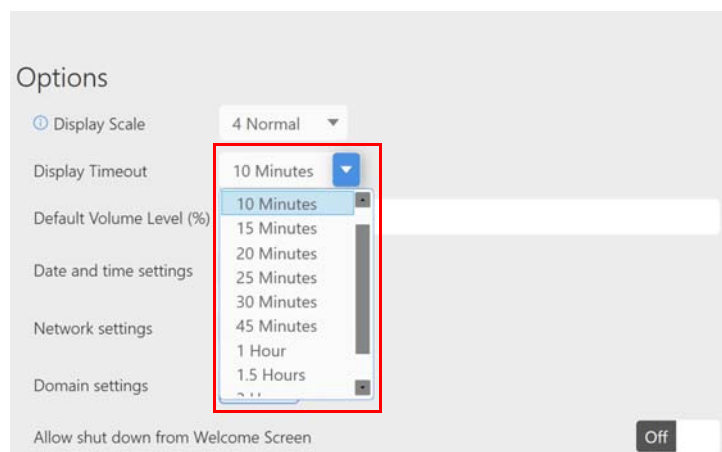 Options
Display Scale 4 Normal
Display Timeout 10 Minutes
10 Minutes
Default Volume Level (%) 15 Minutes
20 Minutes
Date and time settings 25 Minutes
30 Minutes
Network settings 45 Minutes
1 Hour
1.5 Hours
Domain settings
Allow shut down from Welcome Screen Off